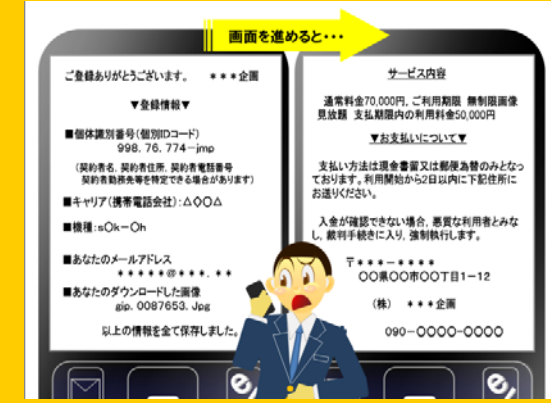 画面を進めると・・・
ご登録ありがとうございます。　＊＊＊企画
▼登録情報▼
■個体識別番号(個別IDコード)
998. 76. 774－jmp
(契約者名, 契約者住所, 契約者電話番号
契約者勤務先等を特定できる場合があります)
■キャリア(携帯電話会社)：△◇○△
■機種：sOk－Oh
■あなたのメールアドレス
＊＊＊＊＊@＊＊＊. ＊＊
■あなたのダウンロードした画像
gip. 0087653. Jpg
以上の情報を全て保存しました。
サービス内容
通常料金70,000円, ご利用期限 無制限画像
見放題 支払期限内の利用料金50,000円
▼お支払いについて▼
支払い方法は現金書留又は郵便為替のみとなっ
ております。利用開始から2日以内に下記住所に
お送りください。
入金が確認できない場合, 悪質な利用者とみな
し, 裁判手続きに入り, 強制執行します。
〒＊＊＊－＊＊＊＊
○○県○○市○○丁目1－12
(株)　＊＊＊企画
090－○○○○-○○○○